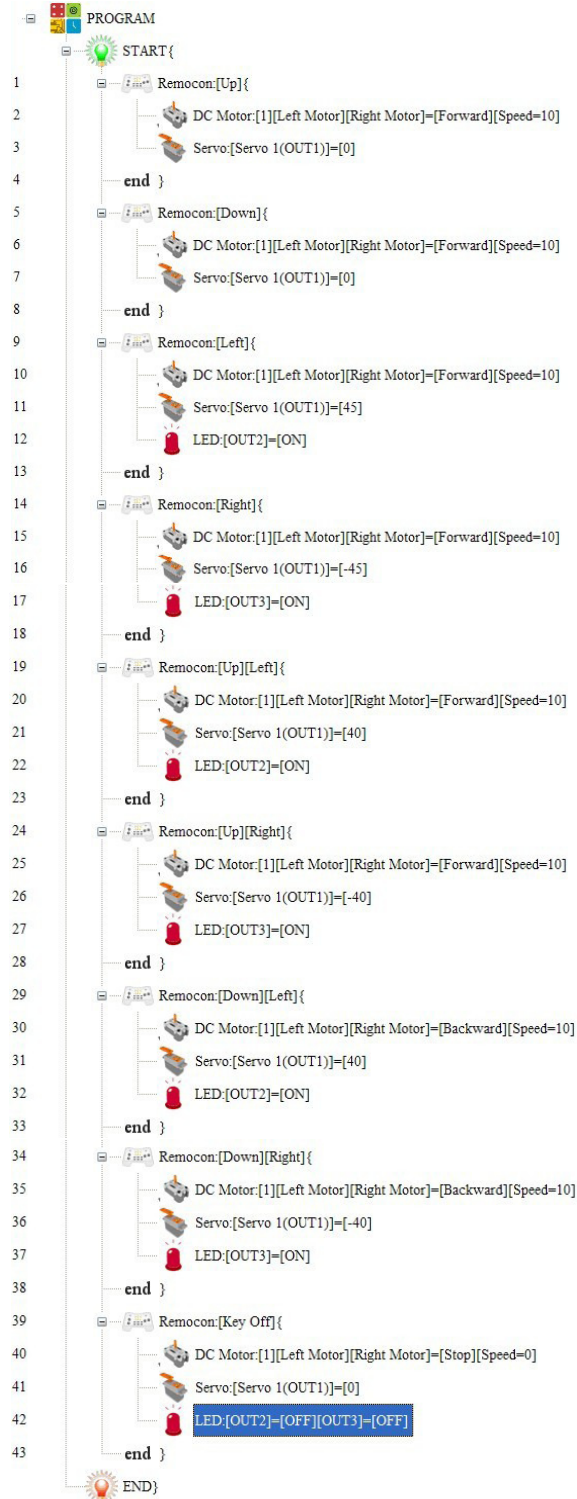 PROGRAM
START{
1 Remocon:[Up]{
2 DC Motor:[1][Left Motor][Right Motor]=[Forward][Speed=10]
3 Servo:[Servo 1(OUT1)]=[0]
4 end }
5 Remocon:[Down]{
6 DC Motor:[1][Left Motor][Right Motor]=[Forward][Speed=10]
7 Servo:[Servo 1(OUT1)]=[0]
8 end }
9 Remocon:[Left]{
10 DC Motor:[1][Left Motor][Right Motor]=[Forward][Speed=10]
11 Servo:[Servo 1(OUT1)]=[45]
12 LED:[OUT2]=[ON]
13 end }
14 Remocon:[Right]{
15 DC Motor:[1][Left Motor][Right Motor]=[Forward][Speed=10]
16 Servo:[Servo 1(OUT1)]=[-45]
17 LED:[OUT3]=[ON]
18 end }
19 Remocon:[Up][Left]{
20 DC Motor:[1][Left Motor][Right Motor]=[Forward][Speed=10]
21 Servo:[Servo 1(OUT1)]=[40]
22 LED:[OUT2]=[ON]
23 end }
24 Remocon:[Up][Right]{
25 DC Motor:[1][Left Motor][Right Motor]=[Forward][Speed=10]
26 Servo:[Servo 1(OUT1)]=[-40]
27 LED:[OUT3]=[ON]
28 end }
29 Remocon:[Down][Left]{
30 DC Motor:[1][Left Motor][Right Motor]=[Backward][Speed=10]
31 Servo:[Servo 1(OUT1)]=[40]
32 LED:[OUT2]=[ON]
33 end }
34 Remocon:[Down][Right]{
35 DC Motor:[1][Left Motor][Right Motor]=[Backward][Speed=10]
36 Servo:[Servo 1(OUT1)]=[-40]
37 LED:[OUT3]=[ON]
38 end }
39 Remocon:[Key Off]{
40 DC Motor:[1][Left Motor][Right Motor]=[Stop][Speed=0]
41 Servo:[Servo 1(OUT1)]=[0]
42 LED:[OUT2]=[OFF][OUT3]=[OFF]
43 end }
END}